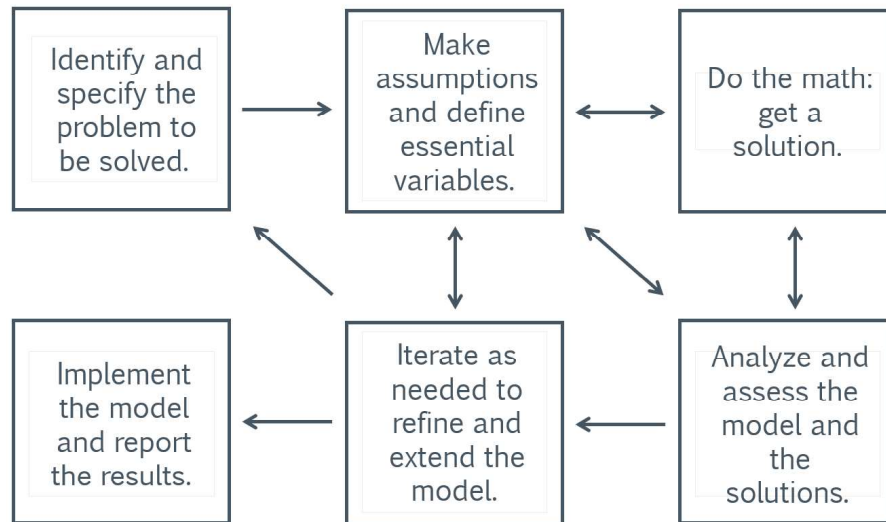 Identify and
specify the
problem to
be solved.
Make
assumptions
and define
essential
variables.
Do the math:
get a
solution.
Implement
the model
and report
the results.
Iterate as
needed to
refine and
extend the
model.
Analyze and
assess the
model and
the
solutions.